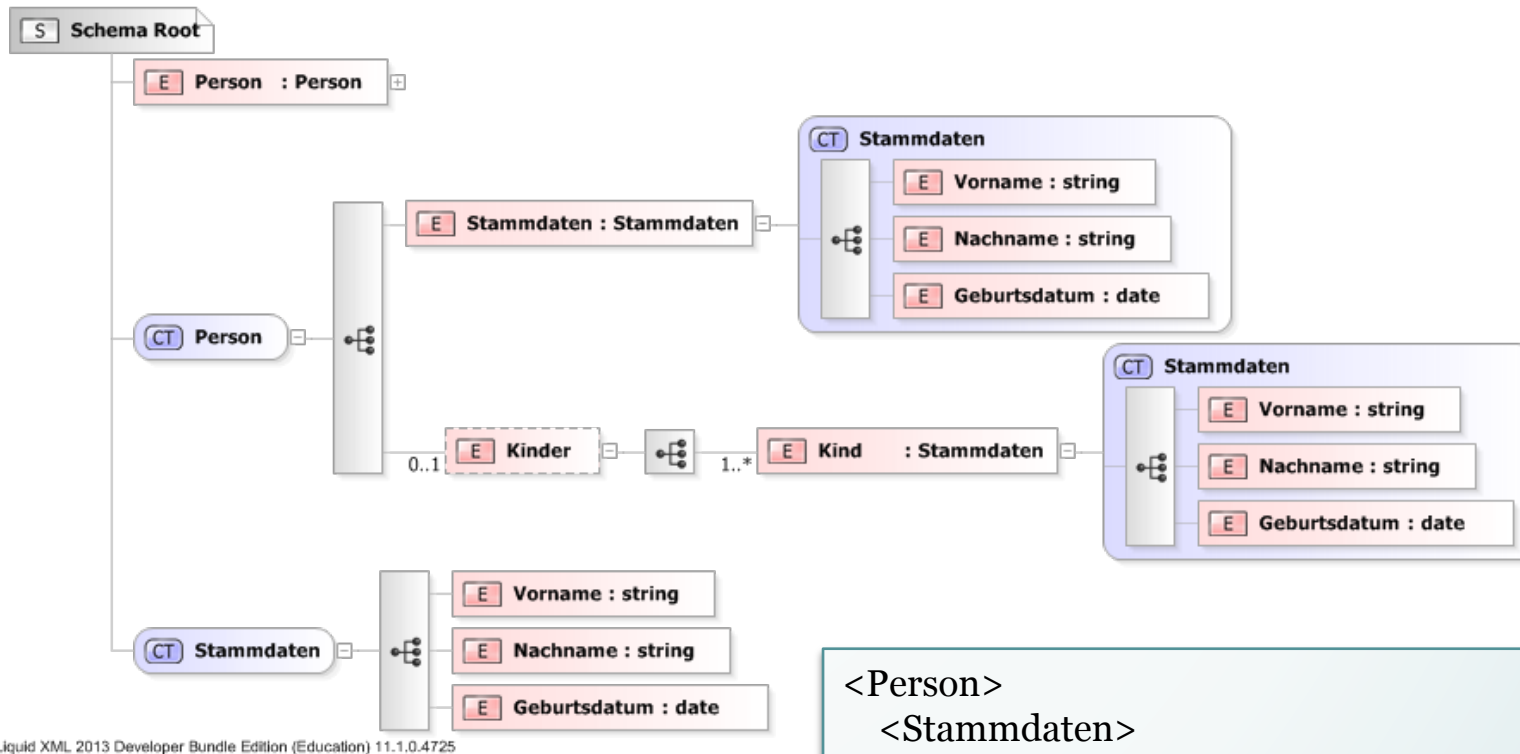 S Schema Root
E Person : Person
CT Stammdaten
E Vorname : string
E Stammdaten : Stammdaten
E Nachname : string
E Geburtsdatum : date
CT Person
CT Stammdaten
E Vorname : string
0..1 E Kinder 1..* E Kind : Stammdaten
E Nachname : string
E Geburtsdatum : date
E Vorname : string
CT Stammdaten
E Nachname : string
E Geburtsdatum : date
<Person>
<Stammdaten>
Liquid XML 2013 Developer Bundle Edition (Education) 11.1.0.4725